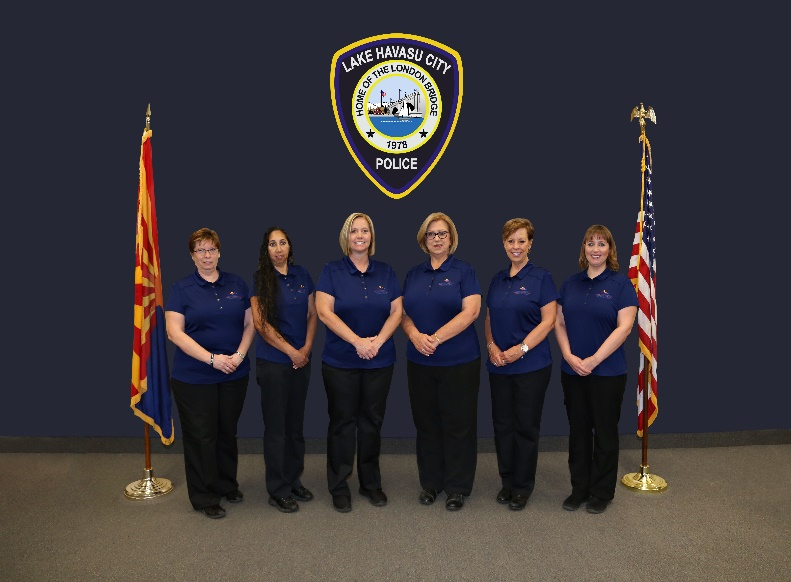 LAKE HAVASU CITY
HOME OF THE LONDON BRIDGE
1978
POLICE